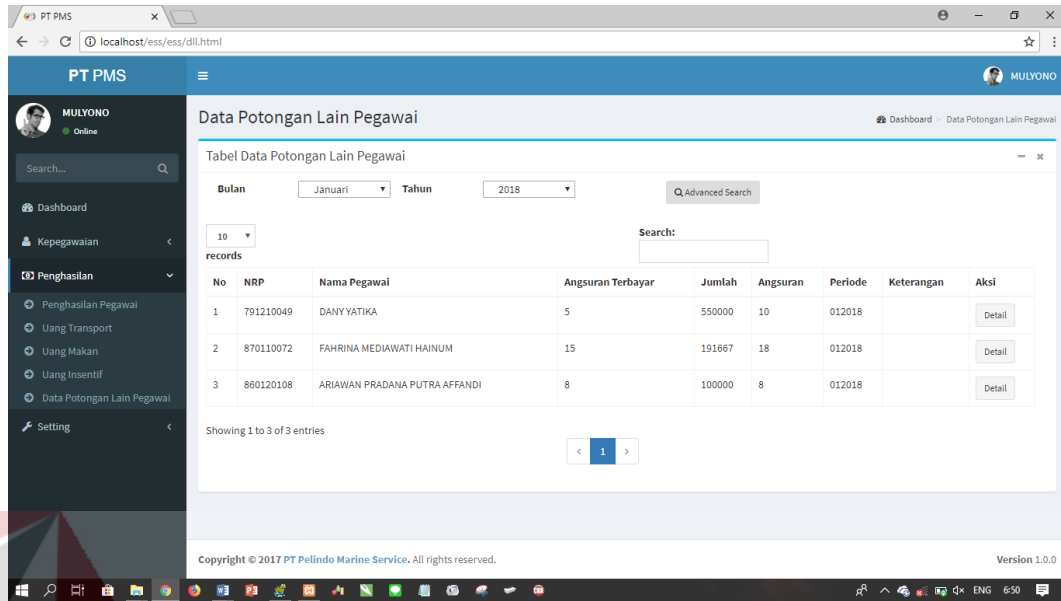 PT PMS
localhost/ess/ess/dll.html
PT PMS
MULYONO
MULYONO
Online
Data Potongan Lain Pegawai
Dashboard > Data Potongan Lain Pegawai
Search...
Tabel Data Potongan Lain Pegawai
Bulan Januari Tahun 2018 Advanced Search
Dashboard
Kepegawaian
Penghasilan
Penghasilan Pegawai
Uang Transport
Uang Makan
Uang Insentif
Data Potongan Lain Pegawai
Setting
10 records
Search:
No NRP Nama Pegawai Angsuran Terbayar Jumlah Angsuran Periode Keterangan Aksi
1 791210049 DANY YATIKA 5 550000 10 012018 Detail
2 870110072 FAHRINA MEDIAWATI HAINUM 15 191667 18 012018 Detail
3 860120108 ARIAWAN PRADANA PUTRA AFFANDI 8 100000 8 012018 Detail
Showing 1 to 3 of 3 entries
< 1 >
Copyright © 2017 PT Pelindo Marine Service. All rights reserved.
Version 1.0.0
ENG 6:50